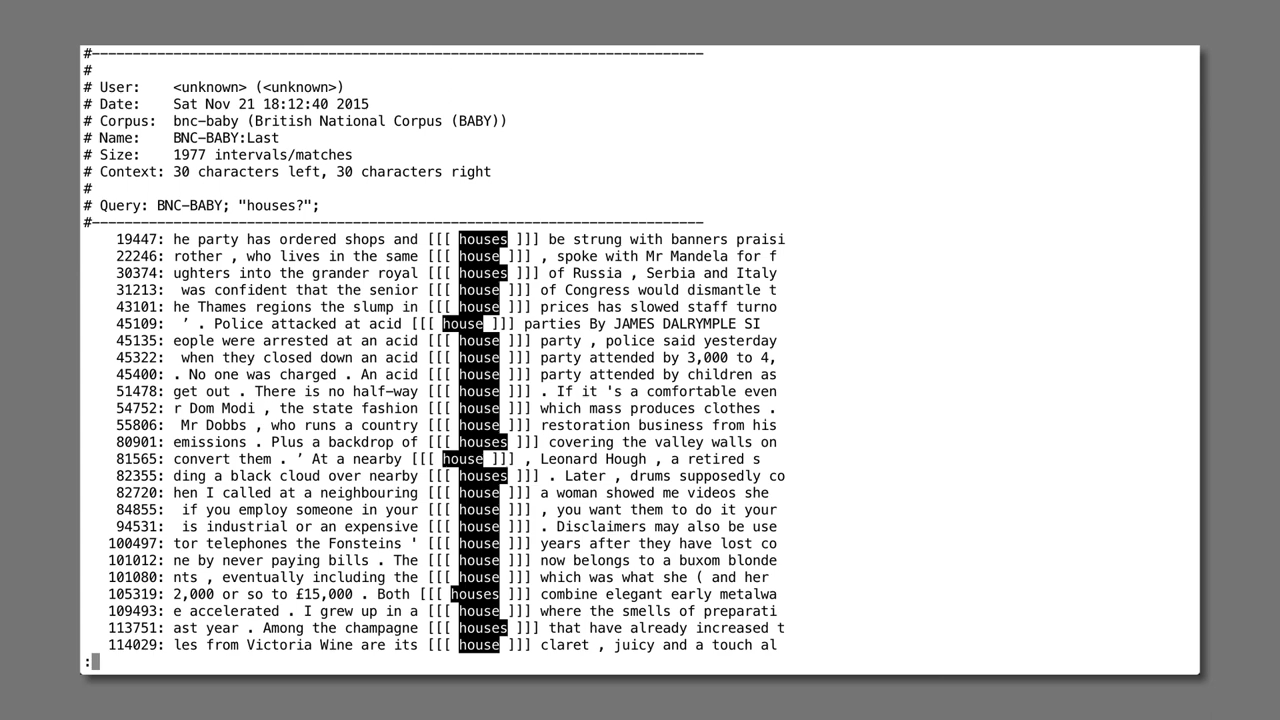 #---------------------------------------------------------------------------
#
# User:    <unknown> (<unknown>)
# Date:    Sat Nov 21 18:12:40 2015
# Corpus:  bnc-baby (British National Corpus (BABY))
# Name:    BNC-BABY:Last
# Size:    1977 intervals/matches
# Context: 30 characters left, 30 characters right
#
# Query: BNC-BABY; "houses?";
#---------------------------------------------------------------------------
19447: he party has ordered shops and [[[ houses ]]] be strung with banners praisi
22246: rother , who lives in the same [[[ house ]]] , spoke with Mr Mandela for f
30374: ughters into the grander royal [[[ houses ]]] of Russia , Serbia and Italy
31213:  was confident that the senior [[[ house ]]] of Congress would dismantle t
43101: he Thames regions the slump in [[[ house ]]] prices has slowed staff turno
45109:  ’ . Police attacked at acid [[[ house ]]] parties By JAMES DALRYMPLE SI
45135: eople were arrested at an acid [[[ house ]]] party , police said yesterday
45322:  when they closed down an acid [[[ house ]]] party attended by 3,000 to 4,
45400: . No one was charged . An acid [[[ house ]]] party attended by children as
51478: get out . There is no half-way [[[ house ]]] . If it 's a comfortable even
54752: r Dom Modi , the state fashion [[[ house ]]] which mass produces clothes .
55806:  Mr Dobbs , who runs a country [[[ house ]]] restoration business from his
80901: emissions . Plus a backdrop of [[[ houses ]]] covering the valley walls on
81565: convert them . ’ At a nearby [[[ house ]]] , Leonard Hough , a retired s
82355: ding a black cloud over nearby [[[ houses ]]] . Later , drums supposedly co
82720: hen I called at a neighbouring [[[ house ]]] a woman showed me videos she
84855:  if you employ someone in your [[[ house ]]] , you want them to do it your
94531:  is industrial or an expensive [[[ house ]]] . Disclaimers may also be use
100497: tor telephones the Fonsteins ' [[[ house ]]] years after they have lost co
101012: ne by never paying bills . The [[[ house ]]] now belongs to a buxom blonde
101080: nts , eventually including the [[[ house ]]] which was what she ( and her
105319: 2,000 or so to £15,000 . Both [[[ houses ]]] combine elegant early metalwa
109493: e accelerated . I grew up in a [[[ house ]]] where the smells of preparati
113751: ast year . Among the champagne [[[ houses ]]] that have already increased t
114029: les from Victoria Wine are its [[[ house ]]] claret , juicy and a touch al
: